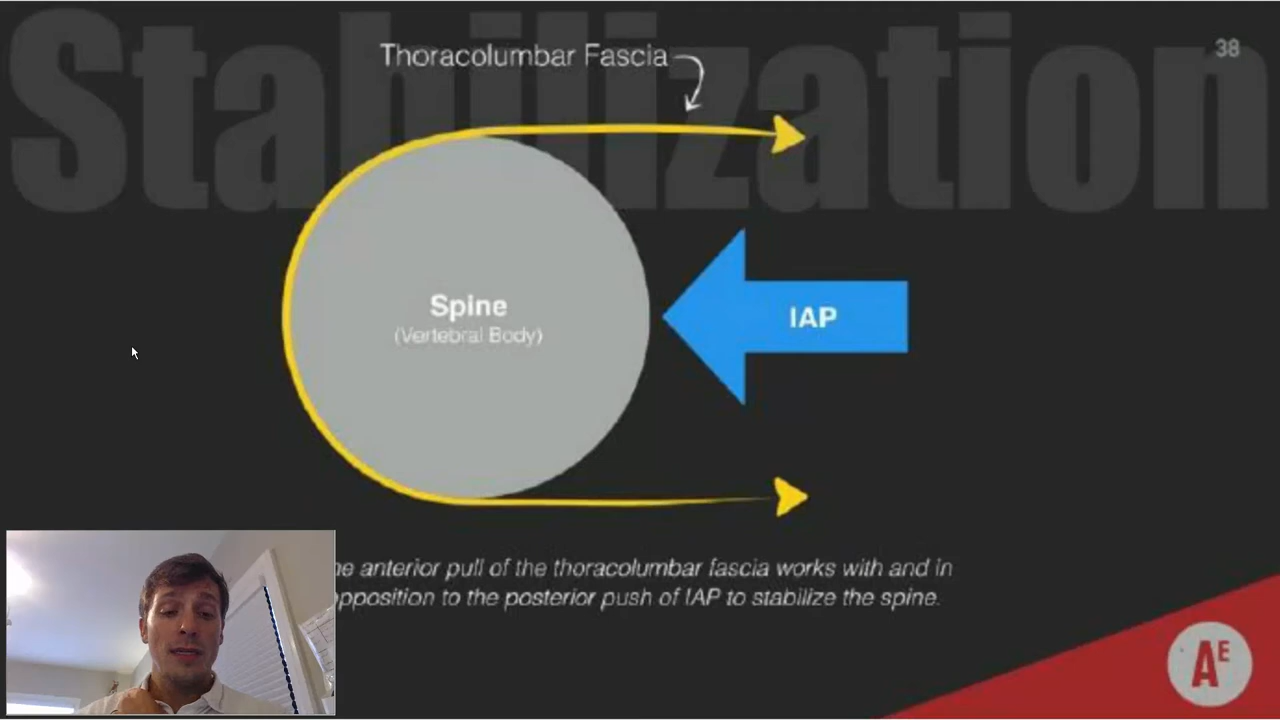 Stabilization
38
Thoracolumbar Fascia
Spine
(Vertebral Body)
IAP
anterior pull of the thoracolumbar fascia works with and in
opposition to the posterior push of IAP to stabilize the spine.
AE